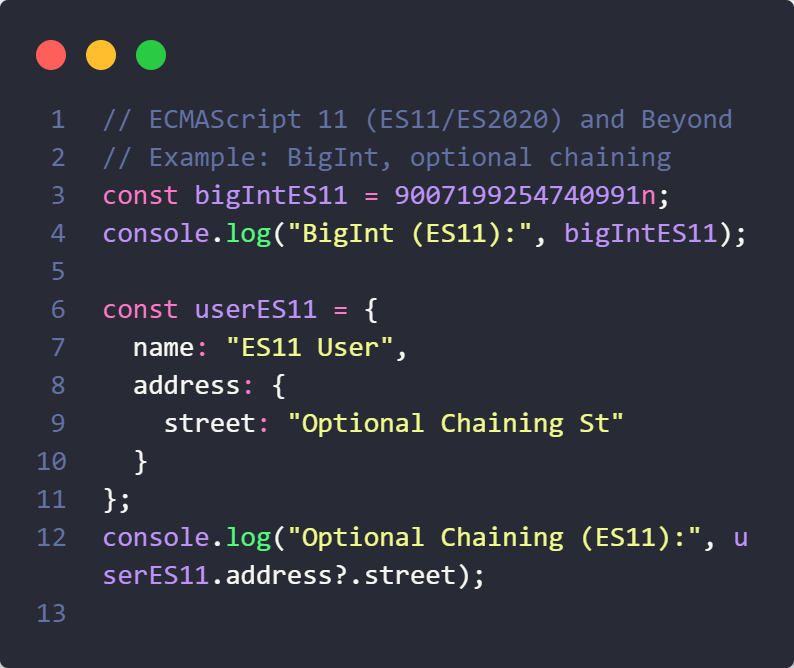 1 // ECMAScript 11 (ES11/ES2020) and Beyond
2 // Example: BigInt, optional chaining
3 const bigIntES11 = 9007199254740991n;
4 console.log("BigInt (ES11):", bigIntES11);
5
6 const userES11 = {
7   name: "ES11 User",
8   address: {
9     street: "Optional Chaining St"
10   }
11 };
12 console.log("Optional Chaining (ES11):", u
serES11.address?.street);
13